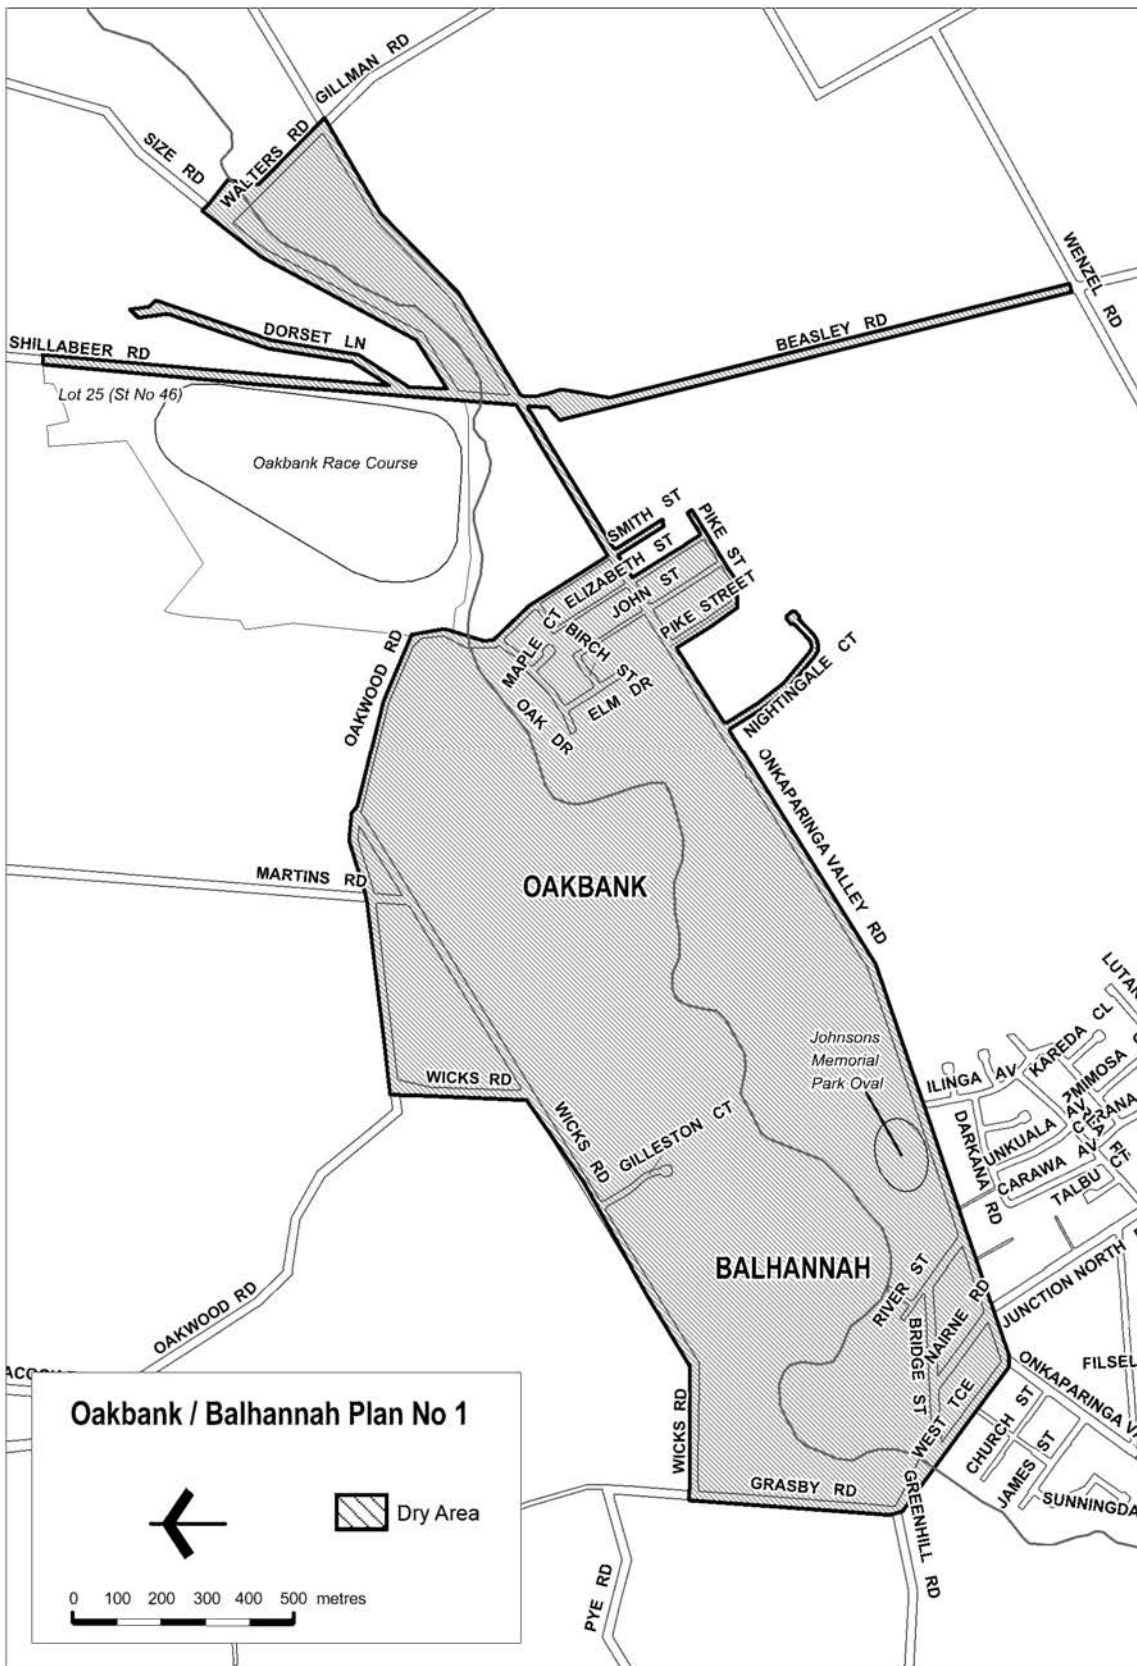 GILLMAN RD
SIZE RD
WALTERS RD
WENZEL RD
BEASLEY RD
DORSET LN
SHILLABEER RD
Lot 25 (St No 46)
Oakbank Race Course
SMITH ST
PIKE ST
ELIZABETH ST
JOHN ST
PIKE STREET
MAPLE CT
BIRCH ST
ELM DR
OAK DR
NIGHTINGALE CT
OAKWOOD RD
ONKAPARINGA VALLEY RD
MARTINS RD
OAKBANK
Johnsons
Memorial
Park Oval
ILINGA AV
KAREDA CL
MIMOSA
DARKANA RD
CARAWA AV
WICKS RD
WICKS RD
GILLESTON CT
BALHANNAH
RIVER ST
NAIRNE RD
BRIDGE ST
WEST TCE
JUNCTION NORTH
ONKAPARINGA
FILSEL
CHURCH ST
JAMES ST
SUNNINGDA
OAKWOOD RD
WICKS RD
GRASBY RD
GREENHILL RD
PYE RD
Oakbank / Balhannah Plan No 1
Dry Area
0 100 200 300 400 500 metres